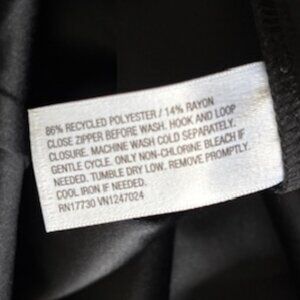 86% RECYCLED POLYESTER / 14% RAYON
CLOSE ZIPPER BEFORE WASH. HOOK AND LOOP
CLOSURE. MACHINE WASH COLD SEPARATELY.
GENTLE CYCLE. ONLY NON-CHLORINE BLEACH IF
NEEDED. TUMBLE DRY LOW. REMOVE PROMPTLY.
COOL IRON IF NEEDED.
RN17730 VN1247024